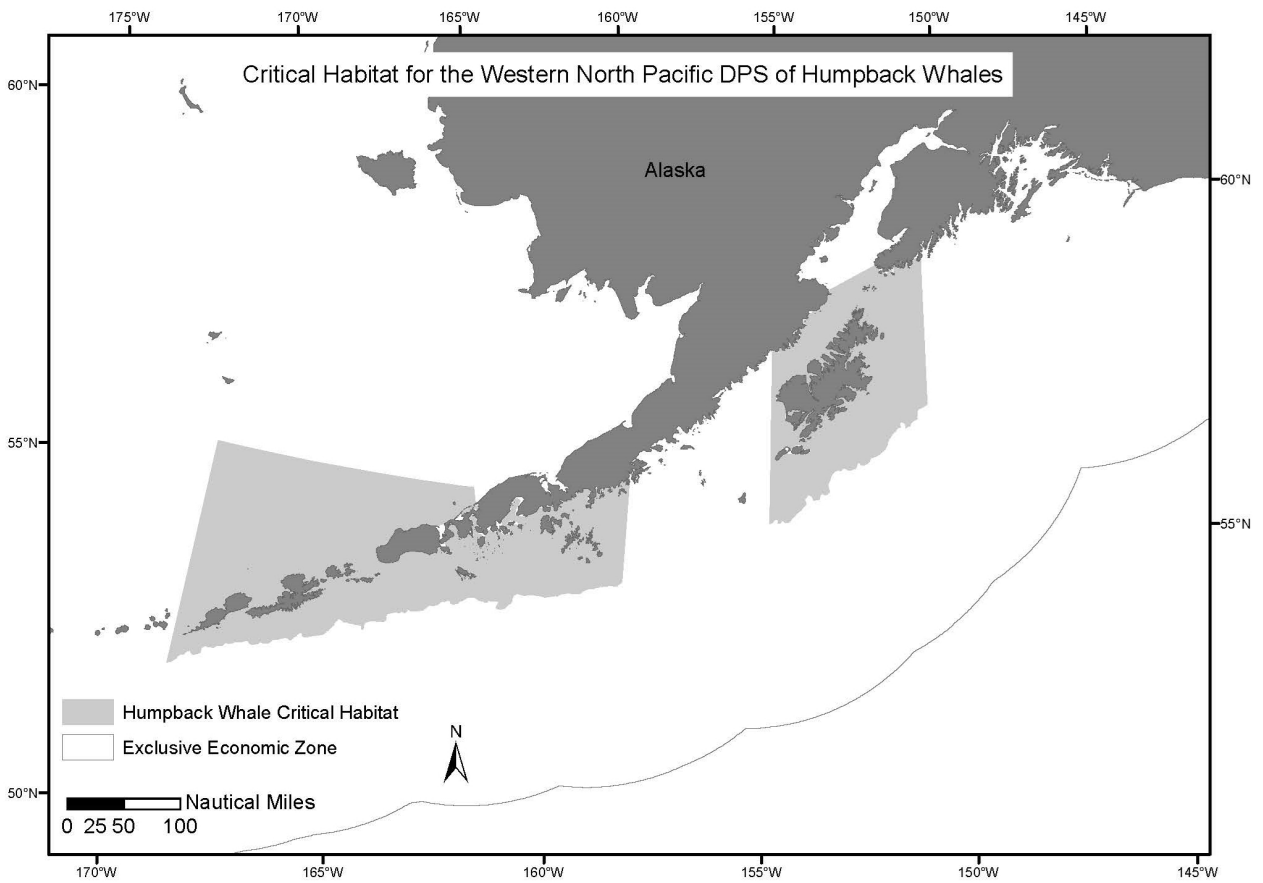 175°W 170°W 165°W 160°W 155°W 150°W 145°W
Critical Habitat for the Western North Pacific DPS of Humpback Whales
60°N
Alaska
60°N
55°N
55°N
Humpback Whale Critical Habitat
Exclusive Economic Zone
N
50°N
Nautical Miles
0 25 50 100
170°W 165°W 160°W 155°W 150°W 145°W